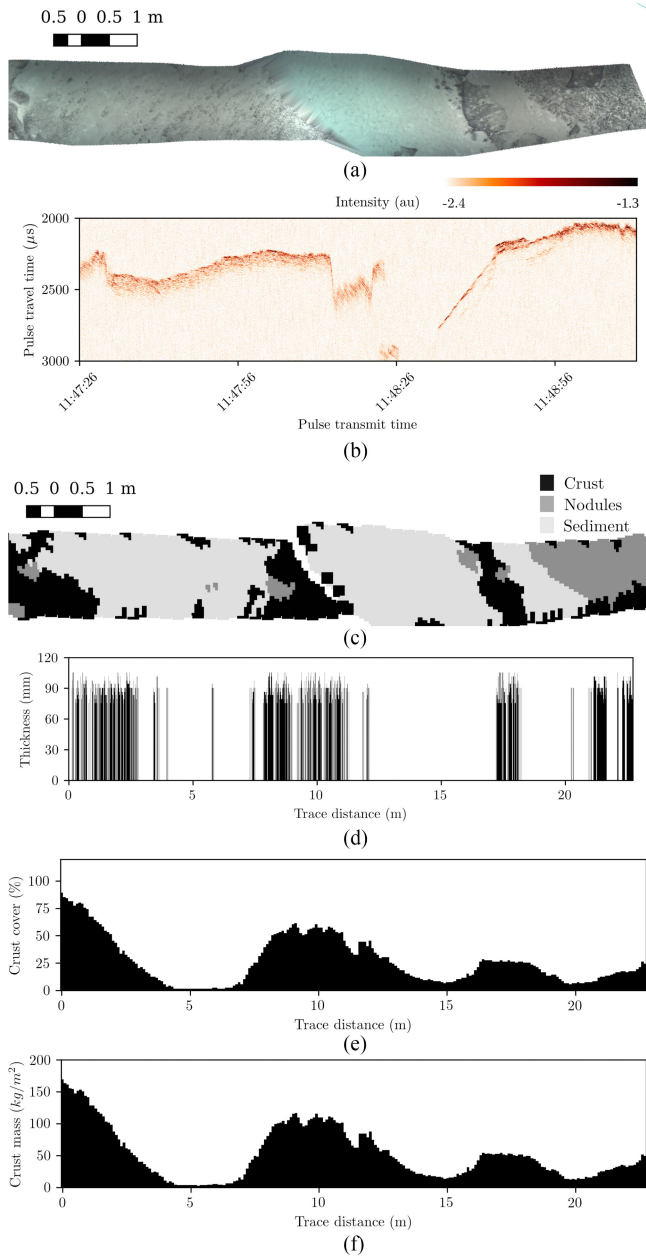 0.5 0 0.5 1 m
(a)
Intensity (au) -2.4 -1.3
2000
2500
3000
Pulse travel time (μs)
11:47:26 11:47:56 11:48:26 11:48:56
Pulse transmit time
(b)
0.5 0 0.5 1 m
Crust
Nodules
Sediment
(c)
120
90
60
30
0
Thickness (mm)
0 5 10 15 20
Trace distance (m)
(d)
100
75
50
25
0
Crust cover (%)
0 5 10 15 20
Trace distance (m)
(e)
200
150
100
50
0
Crust mass (kg/m²)
0 5 10 15 20
Trace distance (m)
(f)